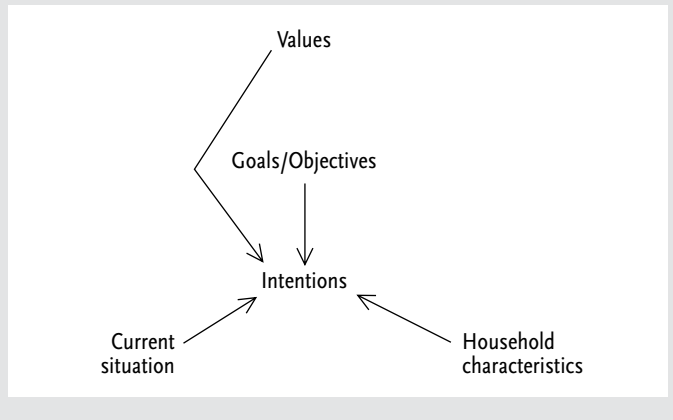 Values
Goals/Objectives
Intentions
Current
situation
Household
characteristics